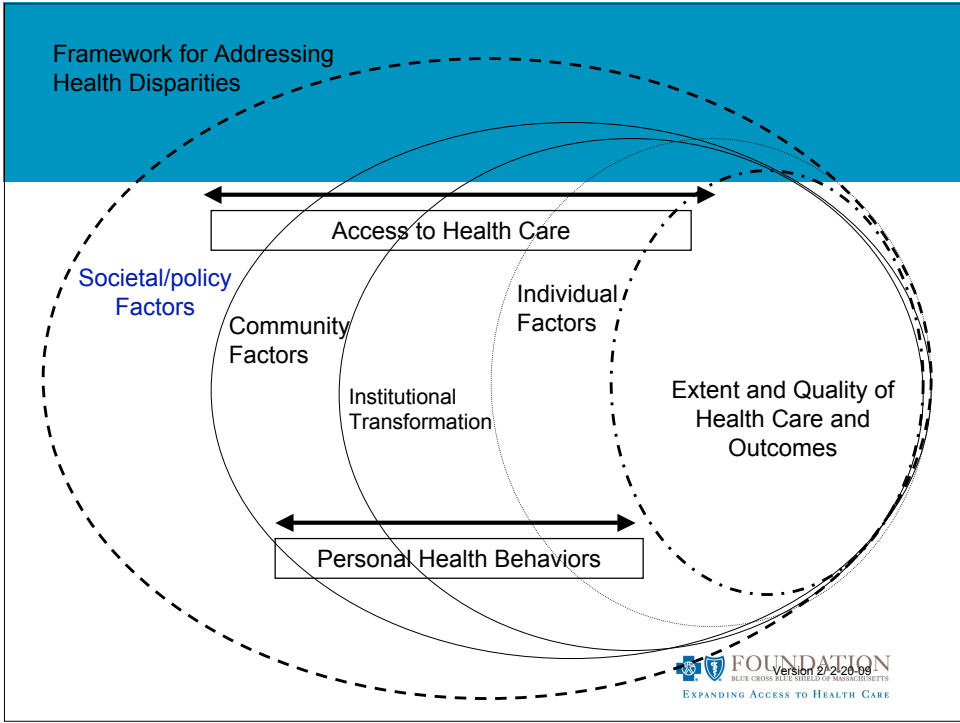 Framework for Addressing
Health Disparities
Access to Health Care
Societal/policy
Factors
Individual
Factors
Community
Factors
Institutional
Transformation
Extent and Quality of
Health Care and
Outcomes
Personal Health Behaviors
FOUNDATION
Version 2/ 2-20-09
BLUE CROSS BLUE SHIELD OF MASSACHUSETTS
EXPANDING ACCESS TO HEALTH CARE